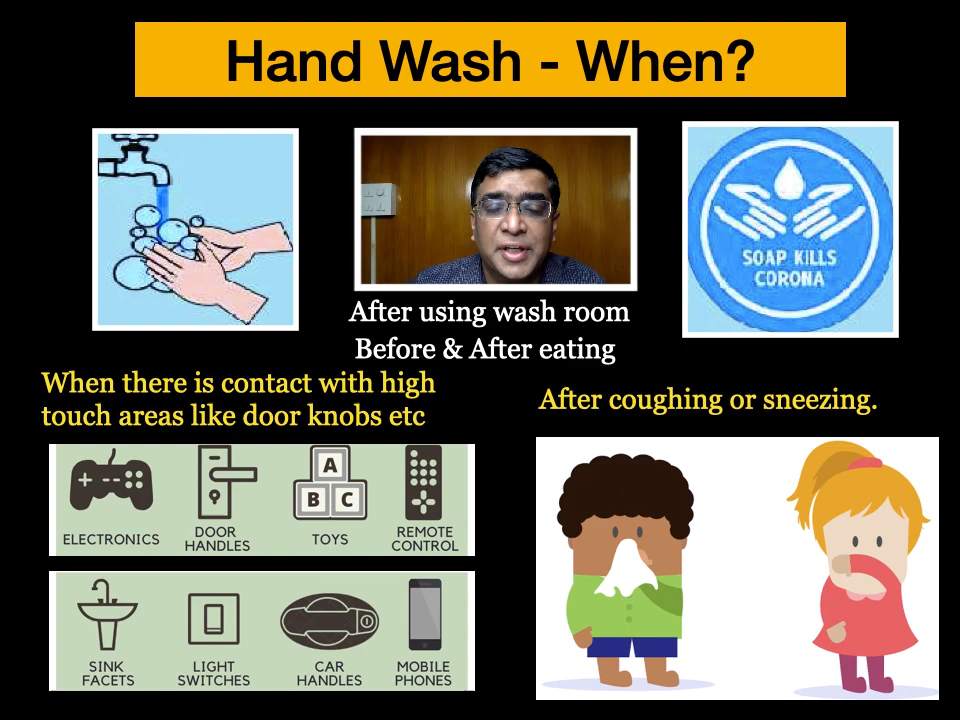 Hand Wash - When?
SOAP KILLS
CORONA
After using wash room
Before & After eating
When there is contact with high
touch areas like door knobs etc
After coughing or sneezing.
A
B C
ELECTRONICS
DOOR
HANDLES
TOYS
REMOTE
CONTROL
SINK
FACETS
LIGHT
SWITCHES
CAR
HANDLES
MOBILE
PHONES